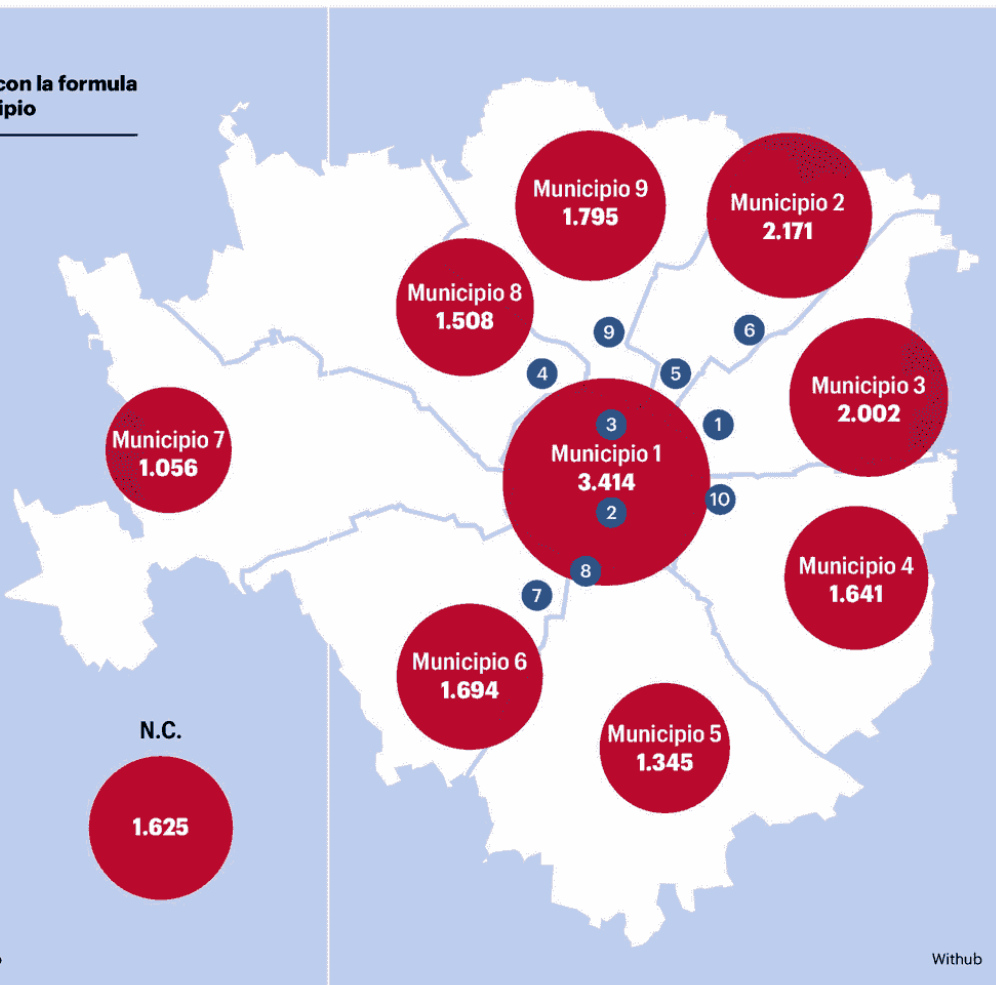 con la formula
ipio
Municipio 9
1.795
Municipio 2
2.171
Municipio 8
1.508
9
6
4
5
Municipio 3
2.002
Municipio 7
1.056
3
1
Municipio 1
3.414
10
2
8
7
Municipio 4
1.641
Municipio 6
1.694
Municipio 5
1.345
N.C.
1.625
Withub